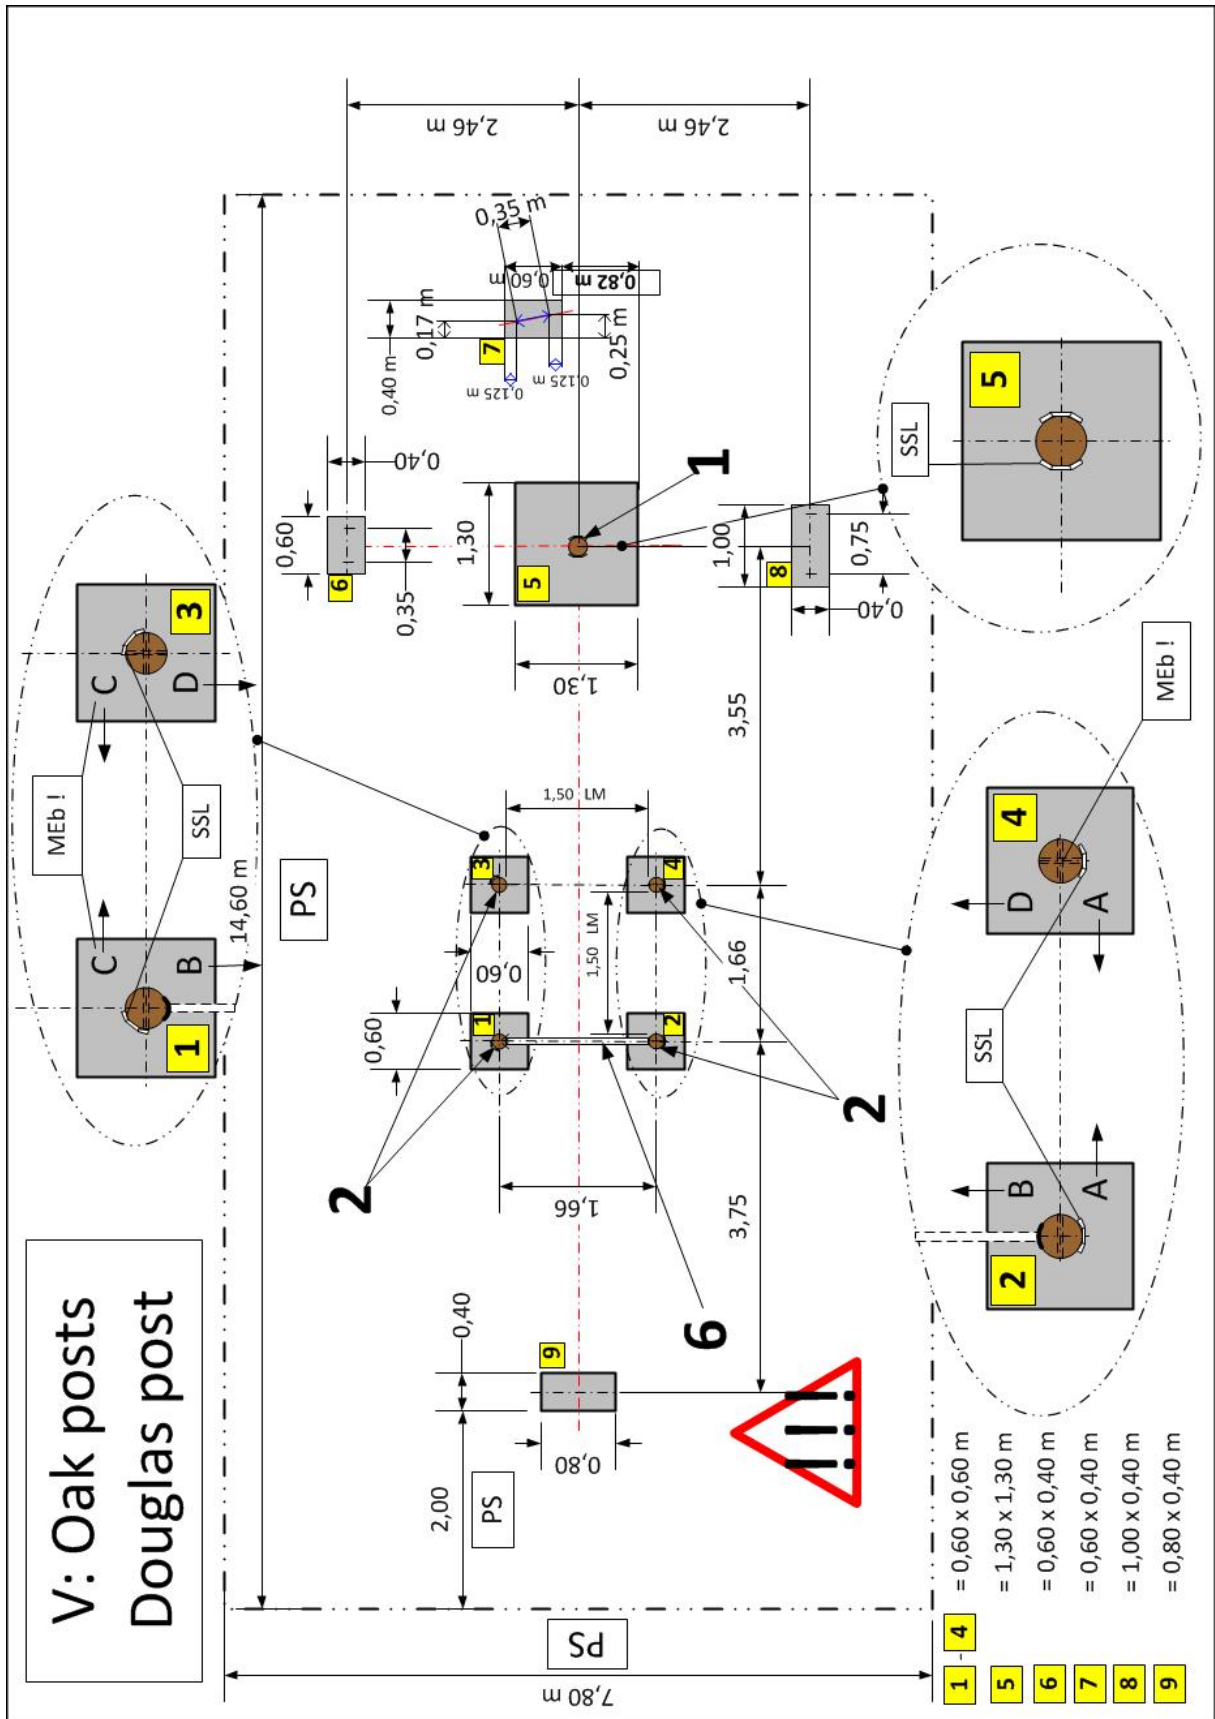 V: Oak posts
Douglas post
MEb !
SSL
C
B
1
C
D
3
14,60 m
PS
2,46 m
2,46 m
0,35 m
0,60 m
0,82 m
0,17 m
0,40 m
0,25 m
0,125 m
0,125 m
7
0,40
0,60
0,35
6
1,30
1,30
5
1
8
1,00
0,75
0,40
3,55
1,50 LM
1,50 LM
3
4
1
2
0,60
0,60
1,66
1,66
3,75
2
2
6
9
0,40
0,80
2,00
PS
PS
7,80 m
SSL
5
MEb !
SSL
B
A
2
D
A
4
1 - 4 = 0,60 x 0,60 m
5 = 1,30 x 1,30 m
6 = 0,60 x 0,40 m
7 = 0,60 x 0,40 m
8 = 1,00 x 0,40 m
9 = 0,80 x 0,40 m